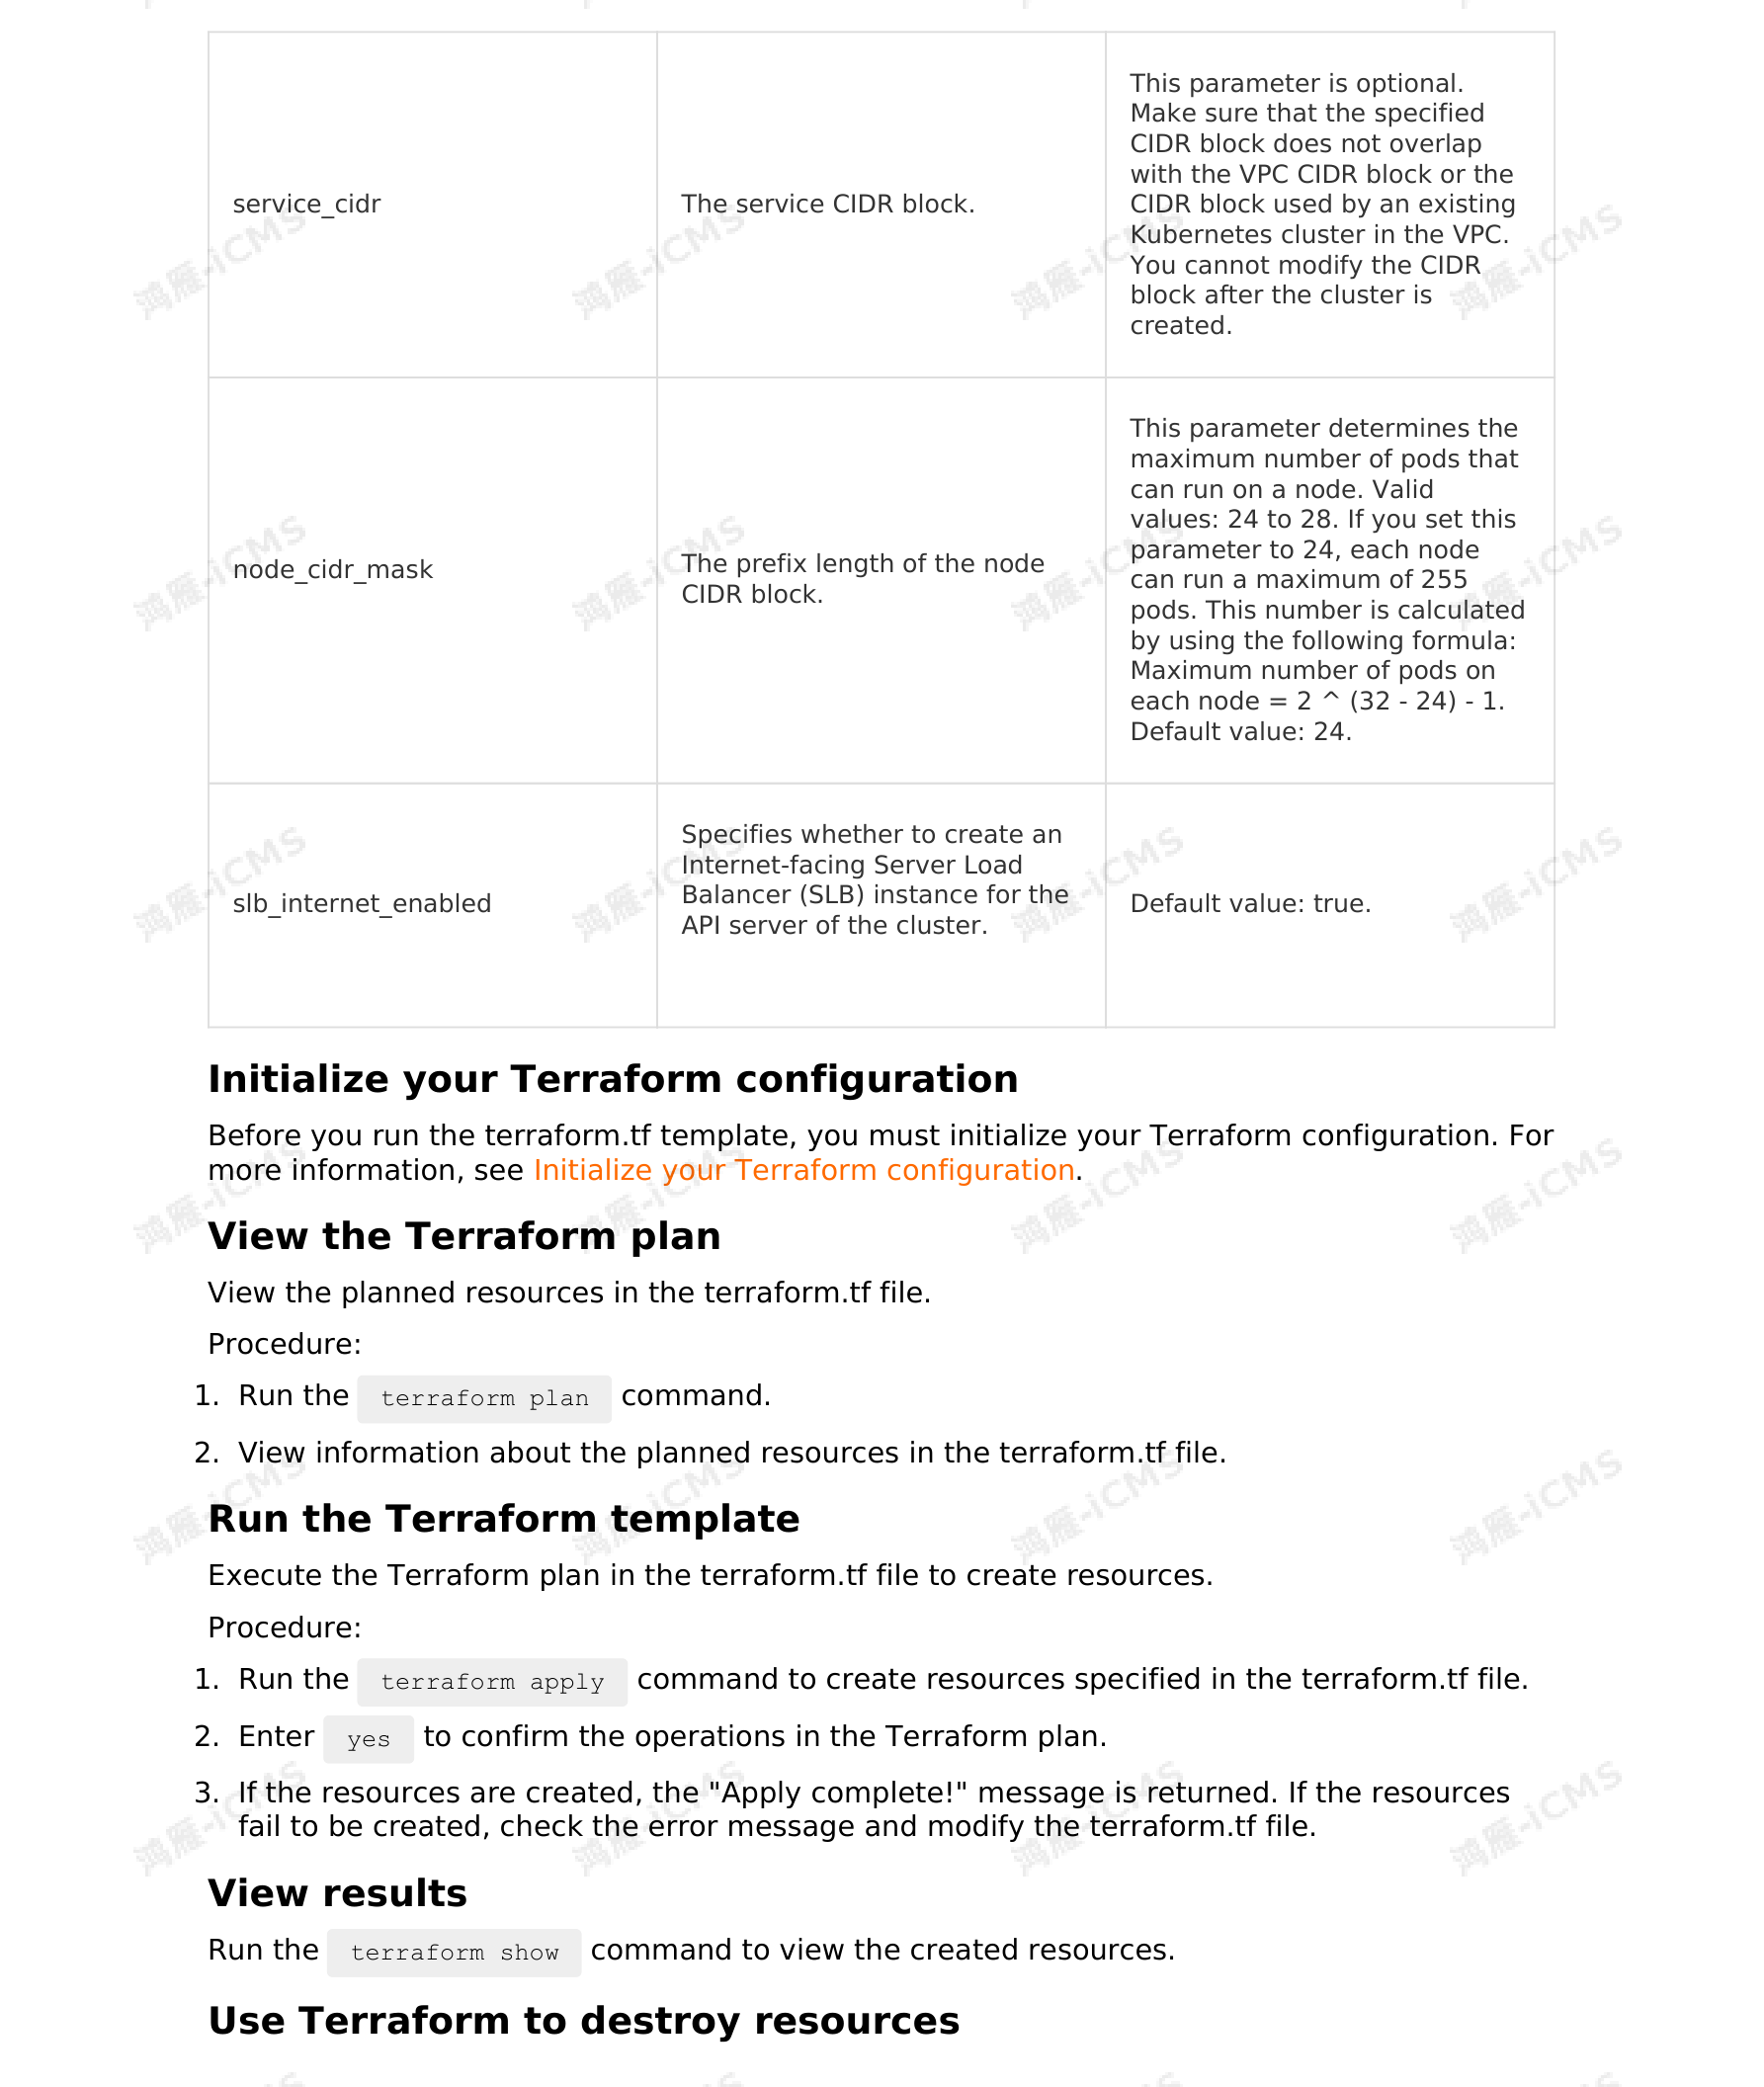 service_cidr
The service CIDR block.
This parameter is optional.
Make sure that the specified
CIDR block does not overlap
with the VPC CIDR block or the
CIDR block used by an existing
Kubernetes cluster in the VPC.
You cannot modify the CIDR
block after the cluster is
created.
node_cidr_mask
The prefix length of the node
CIDR block.
This parameter determines the
maximum number of pods that
can run on a node. Valid
values: 24 to 28. If you set this
parameter to 24, each node
can run a maximum of 255
pods. This number is calculated
by using the following formula:
Maximum number of pods on
each node = 2 ^ (32 - 24) - 1.
Default value: 24.
slb_internet_enabled
Specifies whether to create an
Internet-facing Server Load
Balancer (SLB) instance for the
API server of the cluster.
Default value: true.
Initialize your Terraform configuration
Before you run the terraform.tf template, you must initialize your Terraform configuration. For
more information, see Initialize your Terraform configuration.
View the Terraform plan
View the planned resources in the terraform.tf file.
Procedure:
1. Run the terraform plan command.
2. View information about the planned resources in the terraform.tf file.
Run the Terraform template
Execute the Terraform plan in the terraform.tf file to create resources.
Procedure:
1. Run the terraform apply command to create resources specified in the terraform.tf file.
2. Enter yes to confirm the operations in the Terraform plan.
3. If the resources are created, the "Apply complete!" message is returned. If the resources
fail to be created, check the error message and modify the terraform.tf file.
View results
Run the terraform show command to view the created resources.
Use Terraform to destroy resources
鸿雁-iCMS